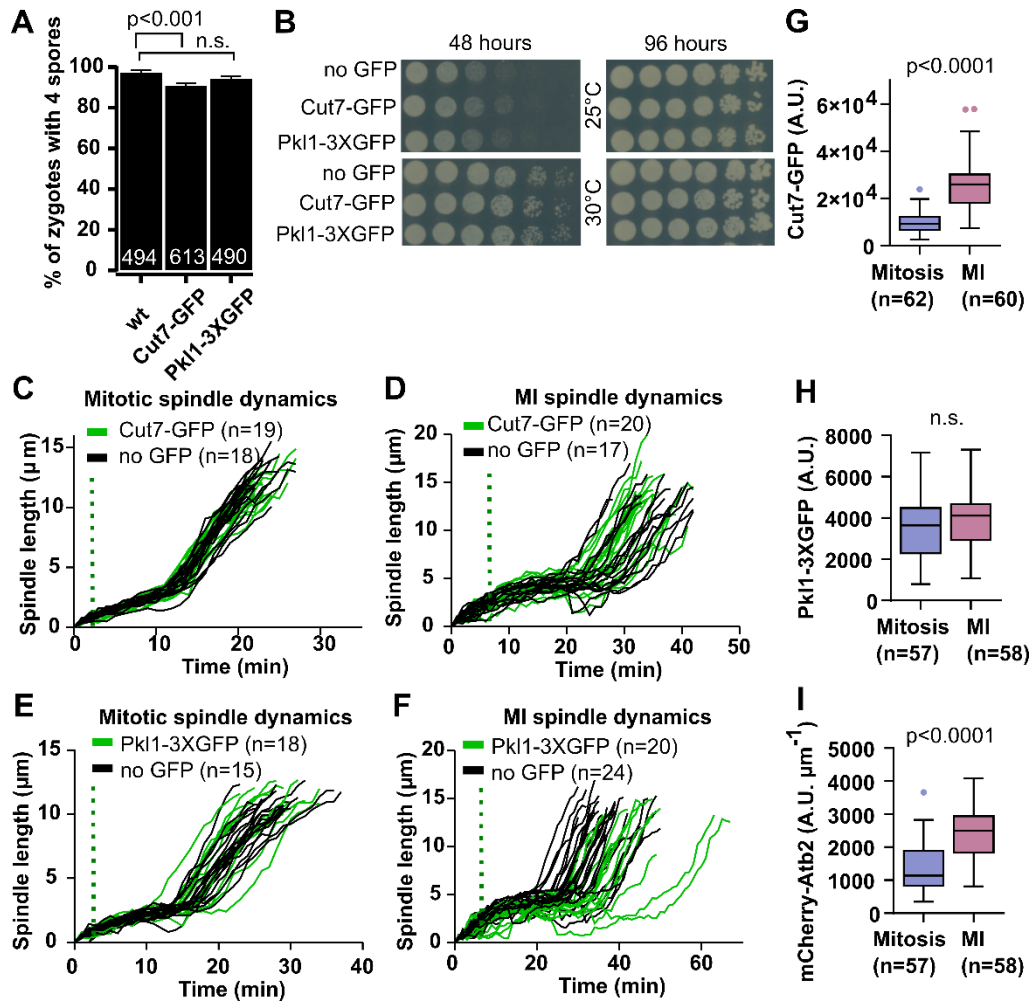 A
p<0.001
n.s.
% of zygotes with 4 spores
100
80
60
40
20
0
494 613 490
wt
Cut7-GFP
Pkl1-3XGFP
B
48 hours 96 hours
no GFP
Cut7-GFP
Pkl1-3XGFP
25°C
no GFP
Cut7-GFP
Pkl1-3XGFP
30°C
G
p<0.0001
Cut7-GFP (A.U.)
6×10⁴
4×10⁴
2×10⁴
0
Mitosis MI
(n=62) (n=60)
C
Mitotic spindle dynamics
Cut7-GFP (n=19)
no GFP (n=18)
Spindle length (µm)
15
10
5
0
0 10 20 30
Time (min)
D
MI spindle dynamics
Cut7-GFP (n=20)
no GFP (n=17)
Spindle length (µm)
20
15
10
5
0
0 10 20 30 40 50
Time (min)
H
n.s.
Pkl1-3XGFP (A.U.)
8000
6000
4000
2000
0
Mitosis MI
(n=57) (n=58)
E
Mitotic spindle dynamics
Pkl1-3XGFP (n=18)
no GFP (n=15)
Spindle length (µm)
15
10
5
0
0 10 20 30 40
Time (min)
F
MI spindle dynamics
Pkl1-3XGFP (n=20)
no GFP (n=24)
Spindle length (µm)
20
15
10
5
0
0 20 40 60
Time (min)
I
p<0.0001
mCherry-Atb2 (A.U. µm⁻¹)
5000
4000
3000
2000
1000
0
Mitosis MI
(n=57) (n=58)